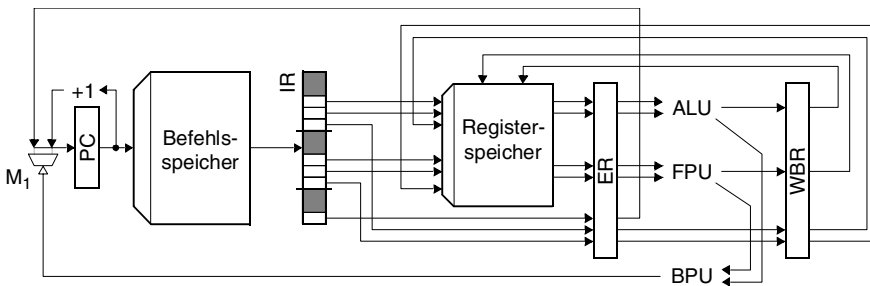 IR
+1
PC
Befehls-
speicher
Register-
speicher
ER
ALU
FPU
WBR
M1
BPU